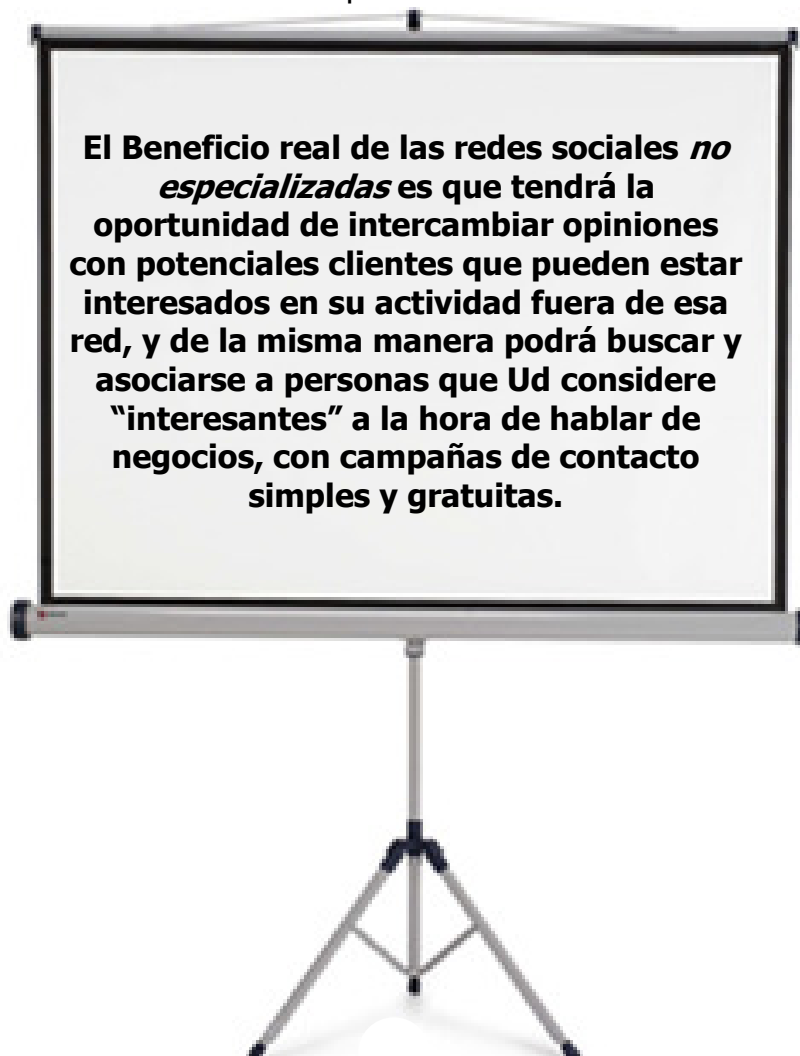 El Beneficio real de las redes sociales no
especializadas es que tendrá la
oportunidad de intercambiar opiniones
con potenciales clientes que pueden estar
interesados en su actividad fuera de esa
red, y de la misma manera podrá buscar y
asociarse a personas que Ud considere
“interesantes” a la hora de hablar de
negocios, con campañas de contacto
simples y gratuitas.